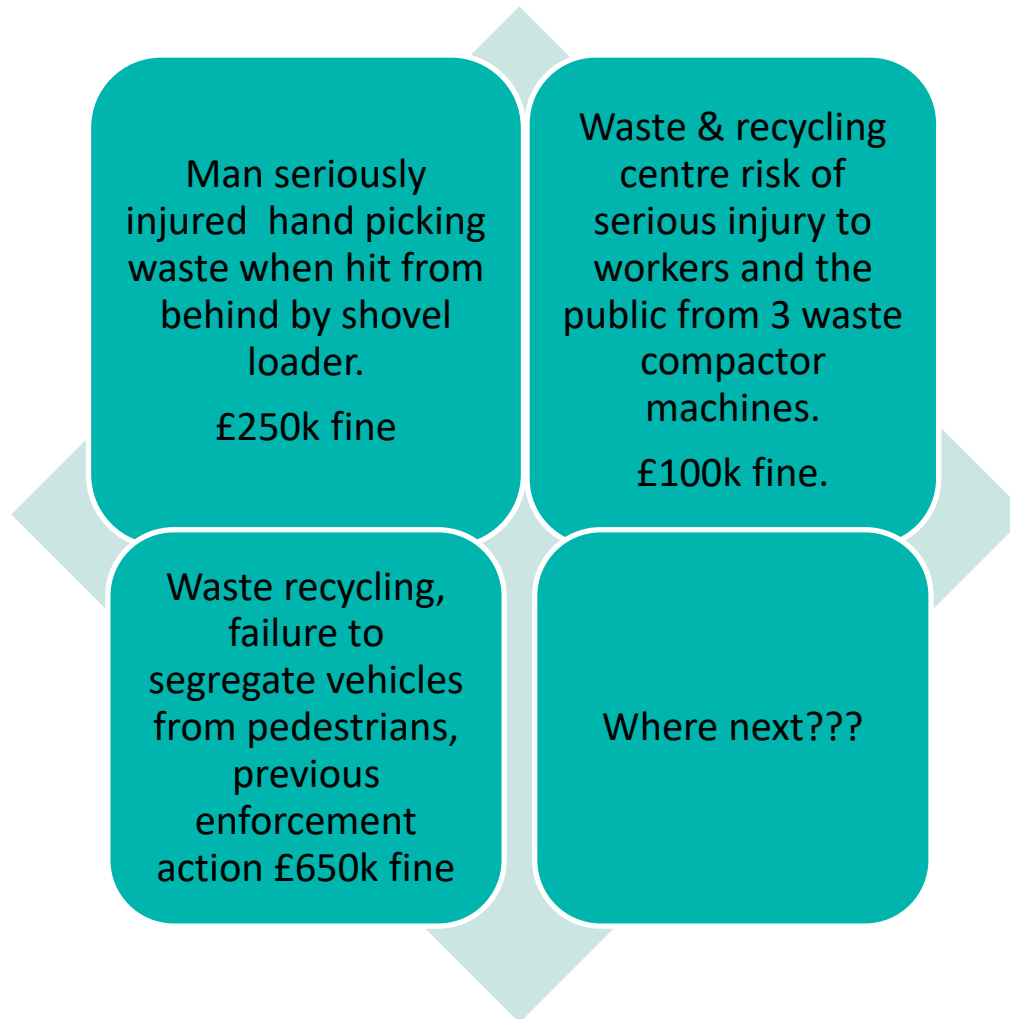 Man seriously
injured  hand picking
waste when hit from
behind by shovel
loader.
£250k fine
Waste & recycling
centre risk of
serious injury to
workers and the
public from 3 waste
compactor
machines.
£100k fine.
Waste recycling,
failure to
segregate vehicles
from pedestrians,
previous
enforcement
action £650k fine
Where next???